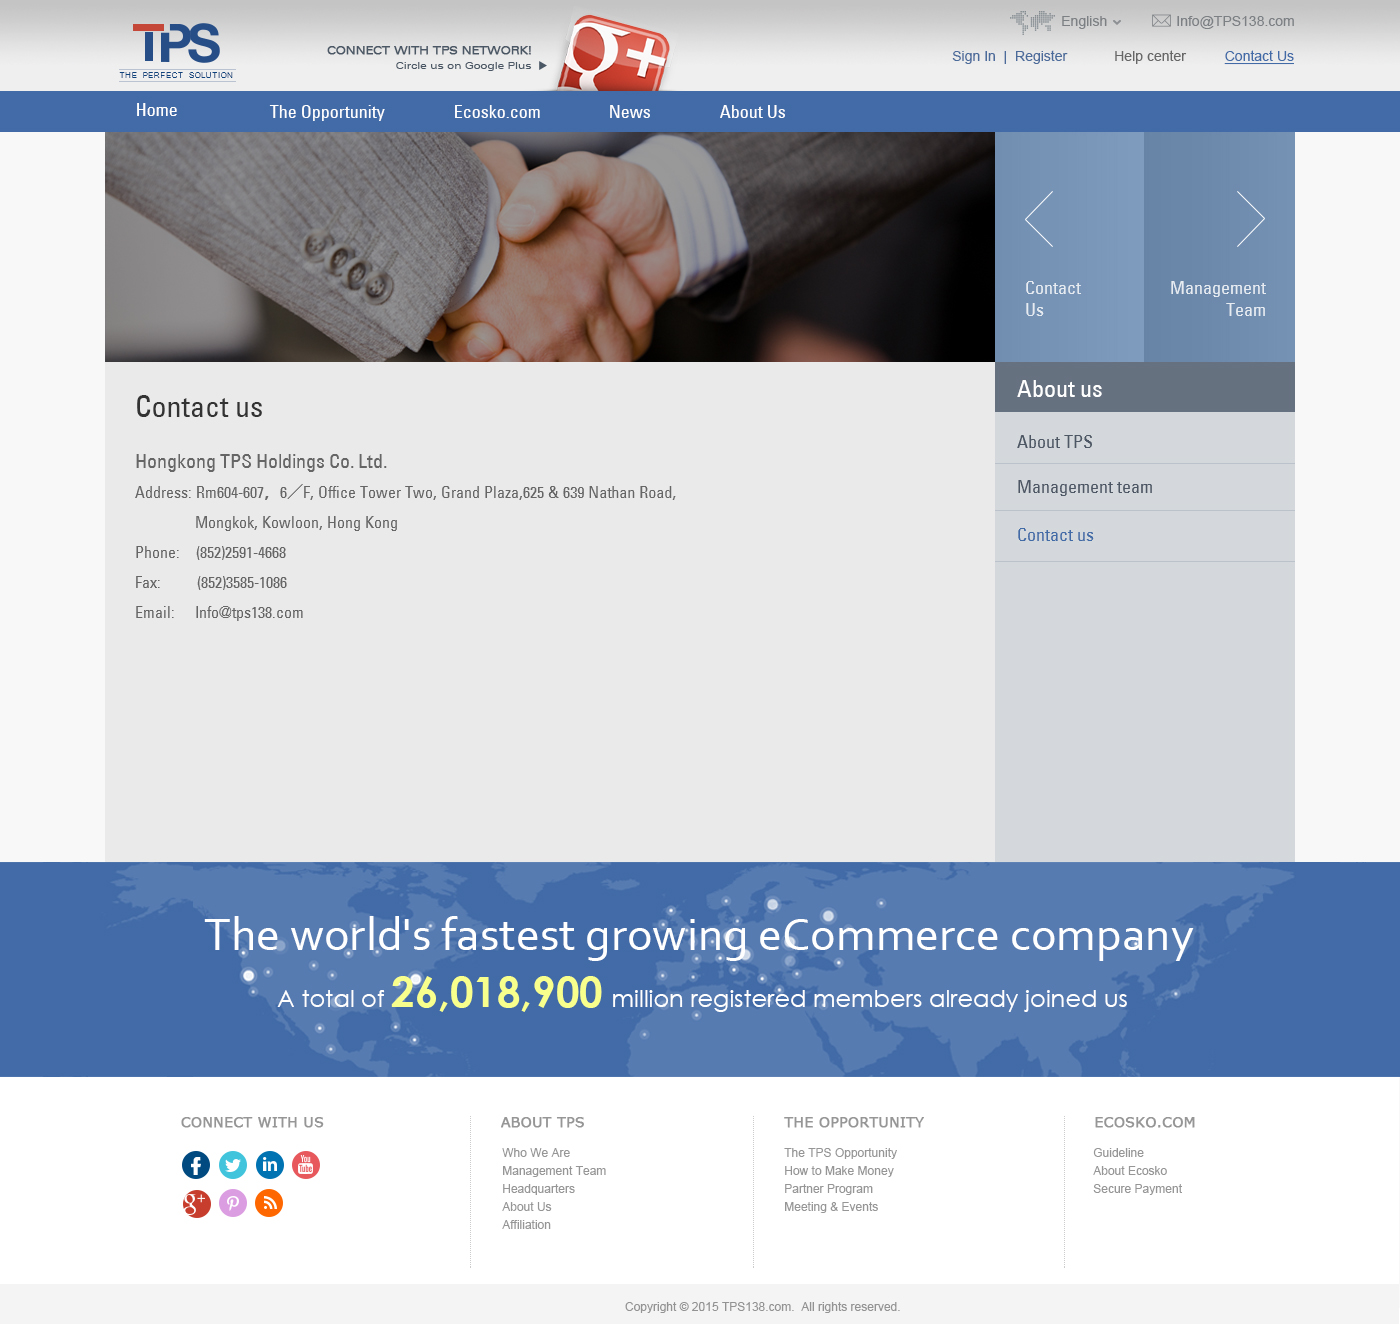 TPS
THE PERFECT SOLUTION
CONNECT WITH TPS NETWORK!
Circle us on Google Plus
g+
English
Info@TPS138.com
Sign In | Register
Help center
Contact Us
Home
The Opportunity
Ecosko.com
News
About Us
Contact
Us
Management
Team
Contact us
Hongkong TPS Holdings Co. Ltd.
Address: Rm604-607，6／F, Office Tower Two, Grand Plaza,625 & 639 Nathan Road,
Mongkok, Kowloon, Hong Kong
Phone: (852)2591-4668
Fax: (852)3585-1086
Email: Info@tps138.com
About us
About TPS
Management team
Contact us
The world's fastest growing eCommerce company
A total of 26,018,900 million registered members already joined us
CONNECT WITH US
f
in
You
Tube
g+
ABOUT TPS
Who We Are
Management Team
Headquarters
About Us
Affiliation
THE OPPORTUNITY
The TPS Opportunity
How to Make Money
Partner Program
Meeting & Events
ECOSKO.COM
Guideline
About Ecosko
Secure Payment
Copyright © 2015 TPS138.com. All rights reserved.